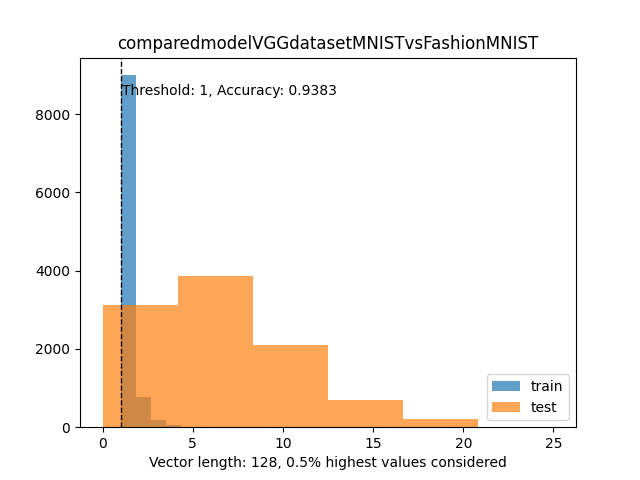 comparedmodelVGGdatasetMNISTvsFashionMNIST
Threshold: 1, Accuracy: 0.9383
8000
6000
4000
2000
0
train
test
0 5 10 15 20 25
Vector length: 128, 0.5% highest values considered